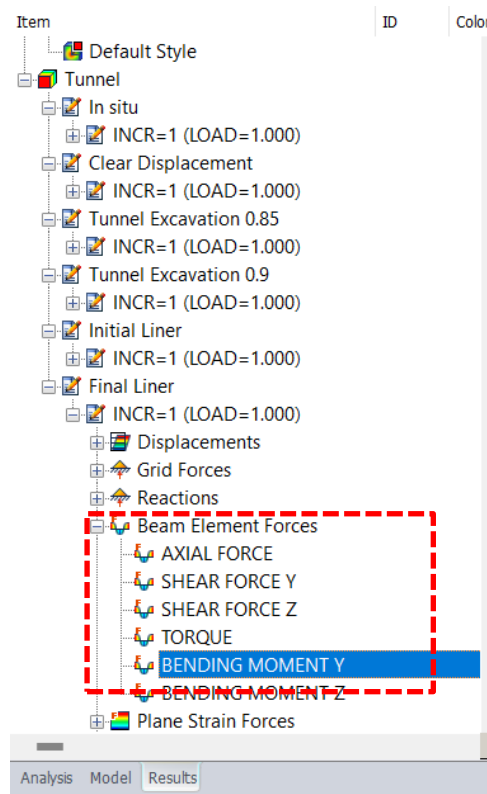 Item ID Color
Default Style
Tunnel
In situ
INCR=1 (LOAD=1.000)
Clear Displacement
INCR=1 (LOAD=1.000)
Tunnel Excavation 0.85
INCR=1 (LOAD=1.000)
Tunnel Excavation 0.9
INCR=1 (LOAD=1.000)
Initial Liner
INCR=1 (LOAD=1.000)
Final Liner
INCR=1 (LOAD=1.000)
Displacements
Grid Forces
Reactions
Beam Element Forces
AXIAL FORCE
SHEAR FORCE Y
SHEAR FORCE Z
TORQUE
BENDING MOMENT Y
BENDING MOMENT Z
Plane Strain Forces
Analysis Model Results